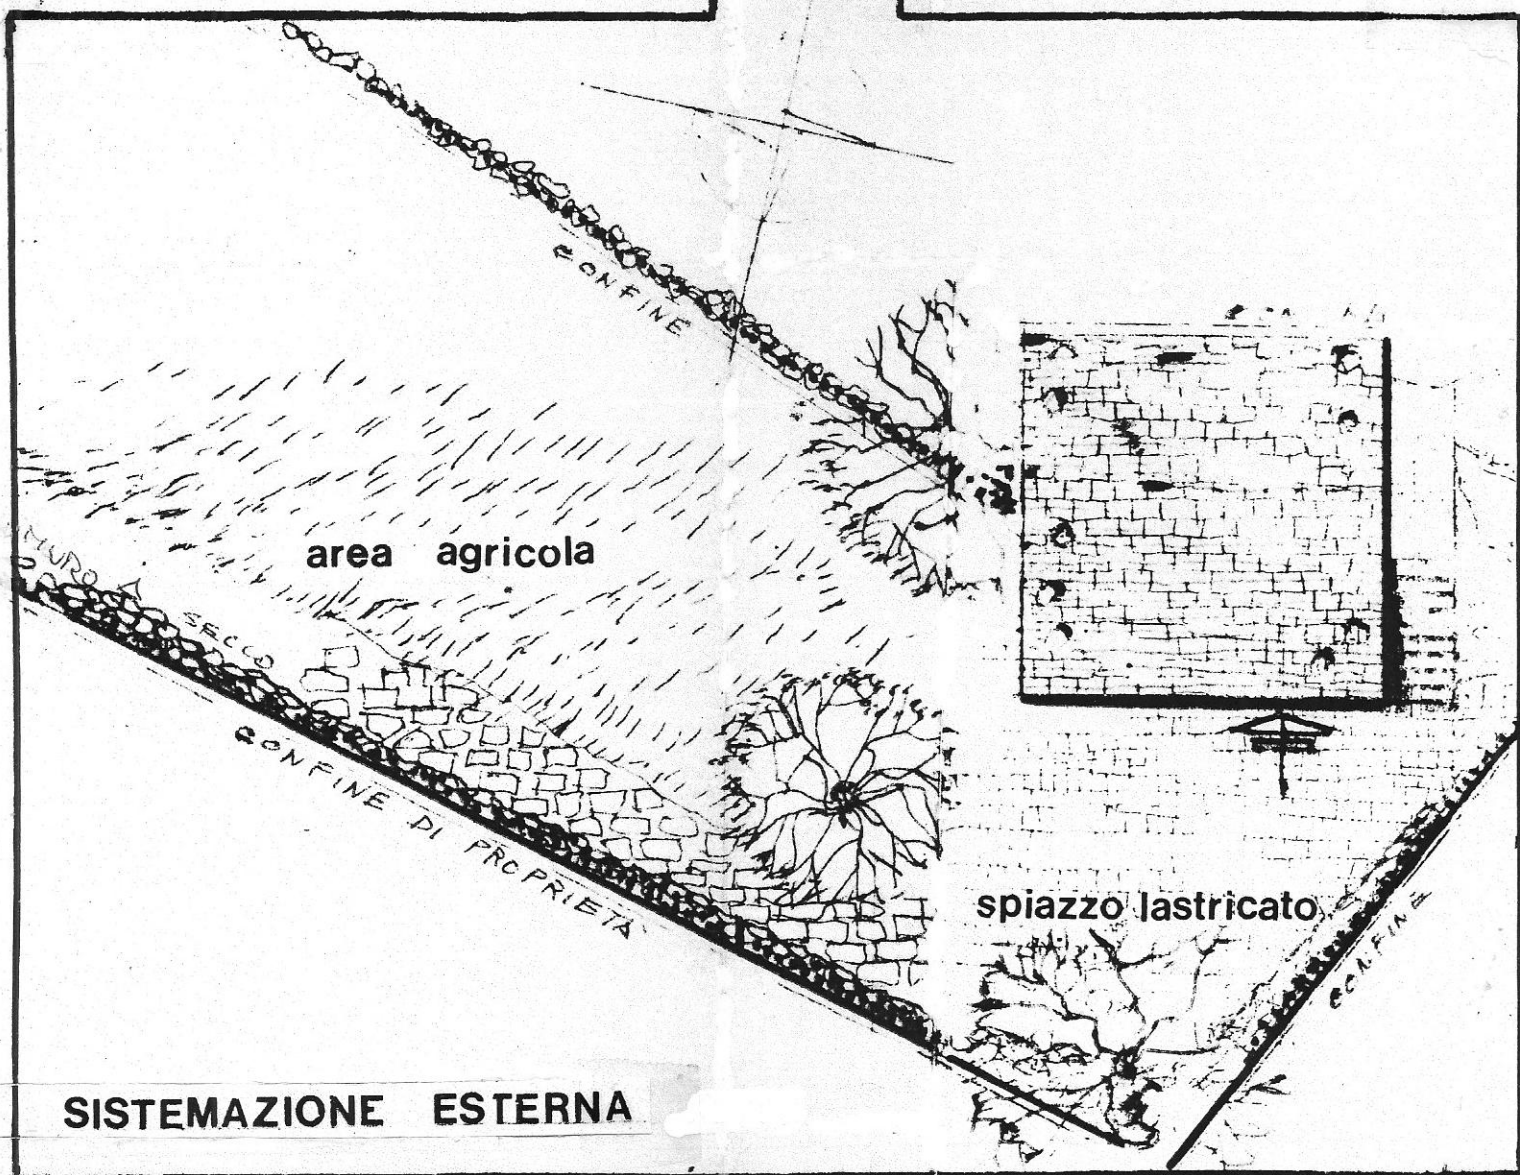 CONFINE
area agricola
MURO A SECCO
CONFINE DI PROPRIETÀ
spiazzo lastricato
CONFINE
SISTEMAZIONE ESTERNA